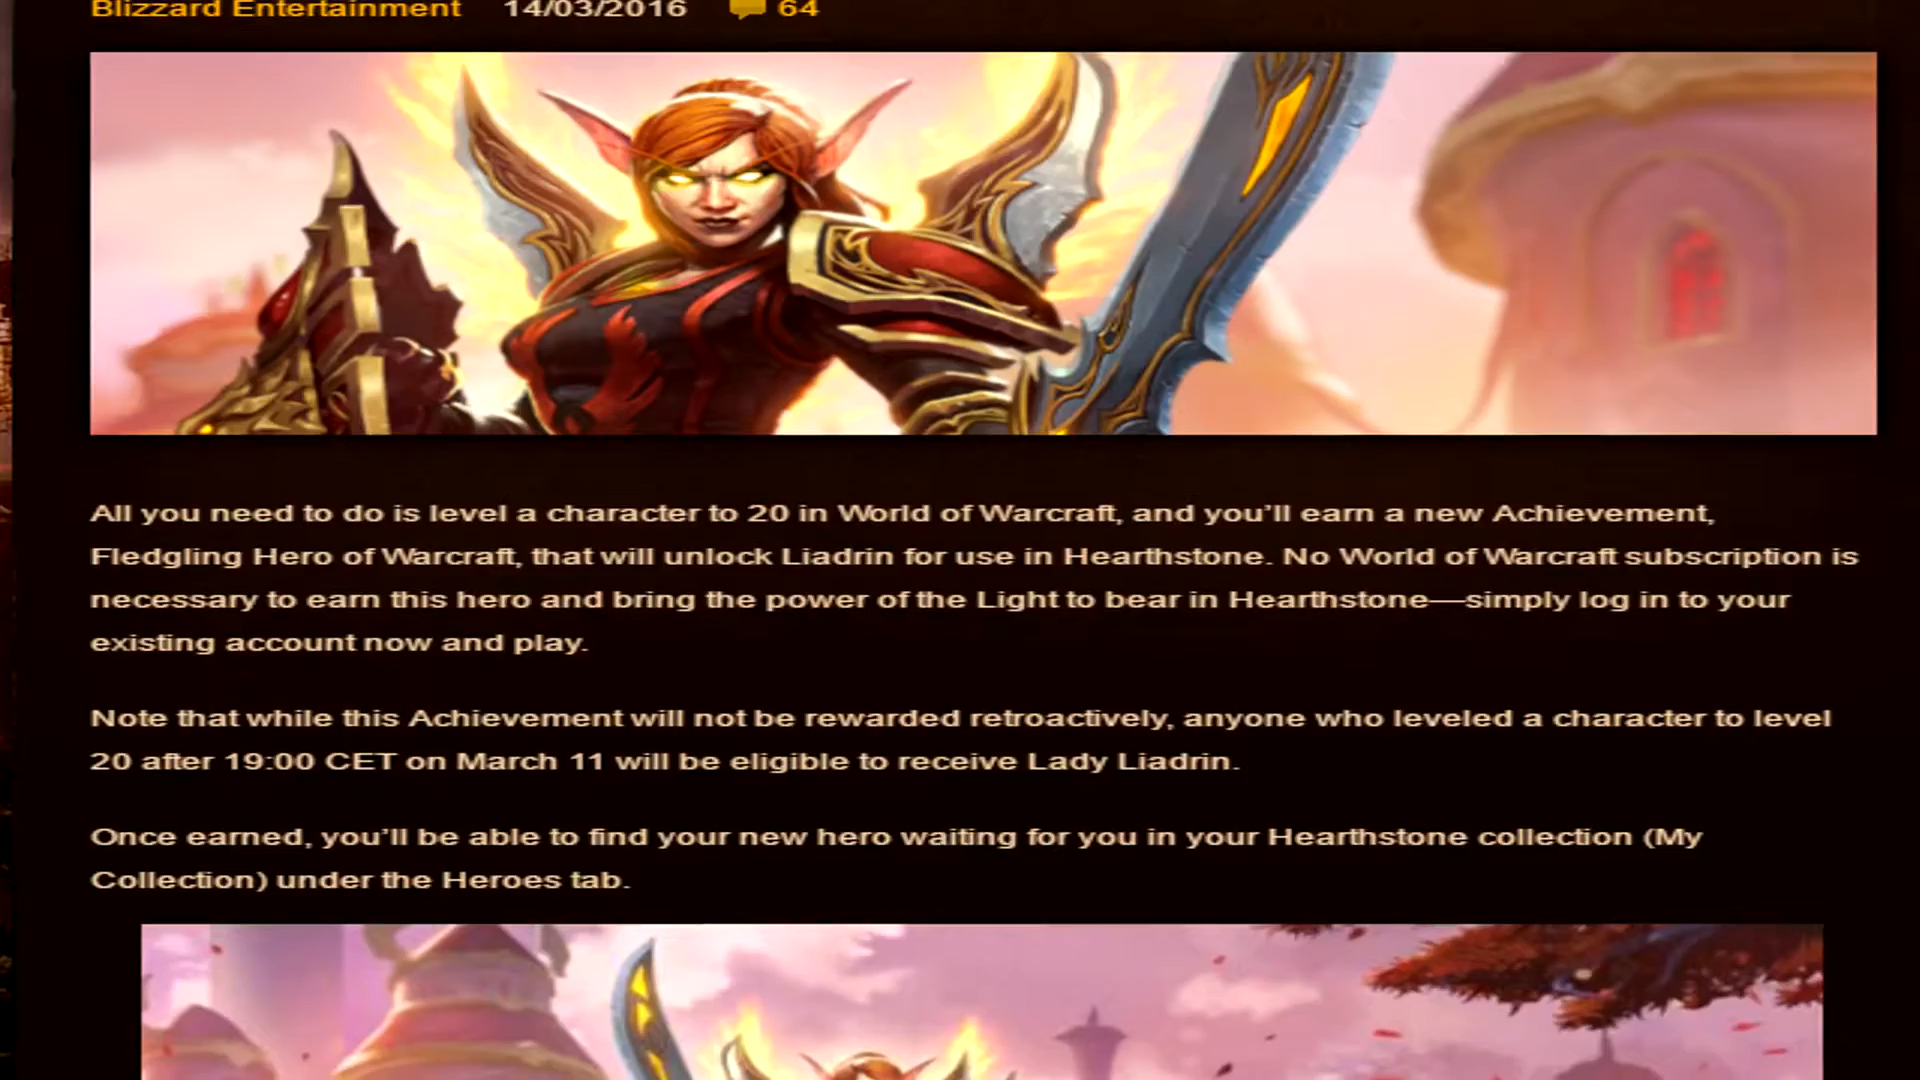 Blizzard Entertainment 14/03/2016 64
All you need to do is level a character to 20 in World of Warcraft, and you’ll earn a new Achievement,
Fledgling Hero of Warcraft, that will unlock Liadrin for use in Hearthstone. No World of Warcraft subscription is
necessary to earn this hero and bring the power of the Light to bear in Hearthstone—simply log in to your
existing account now and play.
Note that while this Achievement will not be rewarded retroactively, anyone who leveled a character to level
20 after 19:00 CET on March 11 will be eligible to receive Lady Liadrin.
Once earned, you’ll be able to find your new hero waiting for you in your Hearthstone collection (My
Collection) under the Heroes tab.